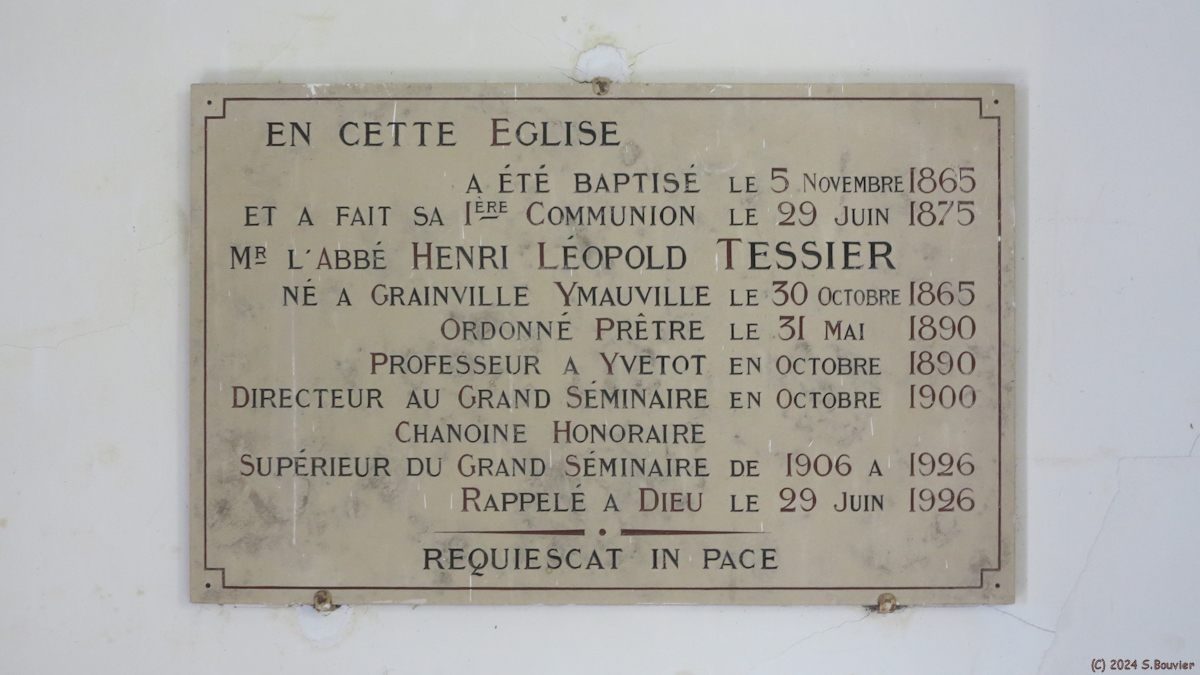 EN CETTE EGLISE
A ÉTÉ BAPTISÉ LE 5 NOVEMBRE 1865
ET A FAIT SA 1ÈRE COMMUNION LE 29 JUIN 1875
MR L'ABBÉ HENRI LÉOPOLD TESSIER
NÉ A GRAINVILLE YMAUVILLE LE 30 OCTOBRE 1865
ORDONNÉ PRÊTRE LE 31 MAI 1890
PROFESSEUR A YVETOT EN OCTOBRE 1890
DIRECTEUR AU GRAND SÉMINAIRE EN OCTOBRE 1900
CHANOINE HONORAIRE
SUPÉRIEUR DU GRAND SÉMINAIRE DE 1906 A 1926
RAPPELÉ A DIEU LE 29 JUIN 1926
REQUIESCAT IN PACE
(C) 2024 S.Bouvier